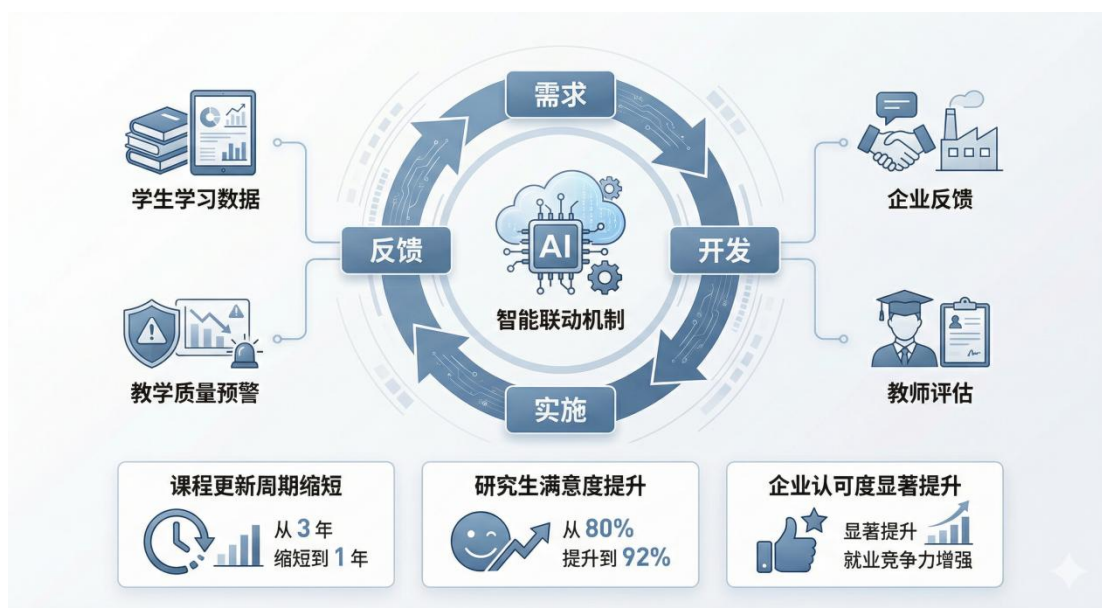 需求
学生学习数据
企业反馈
反馈
AI
开发
智能联动机制
教学质量预警
实施
教师评估
课程更新周期缩短
从 3 年
缩短到 1 年
研究生满意度提升
从 80%
提升到 92%
企业认可度显著提升
显著提升
就业竞争力增强